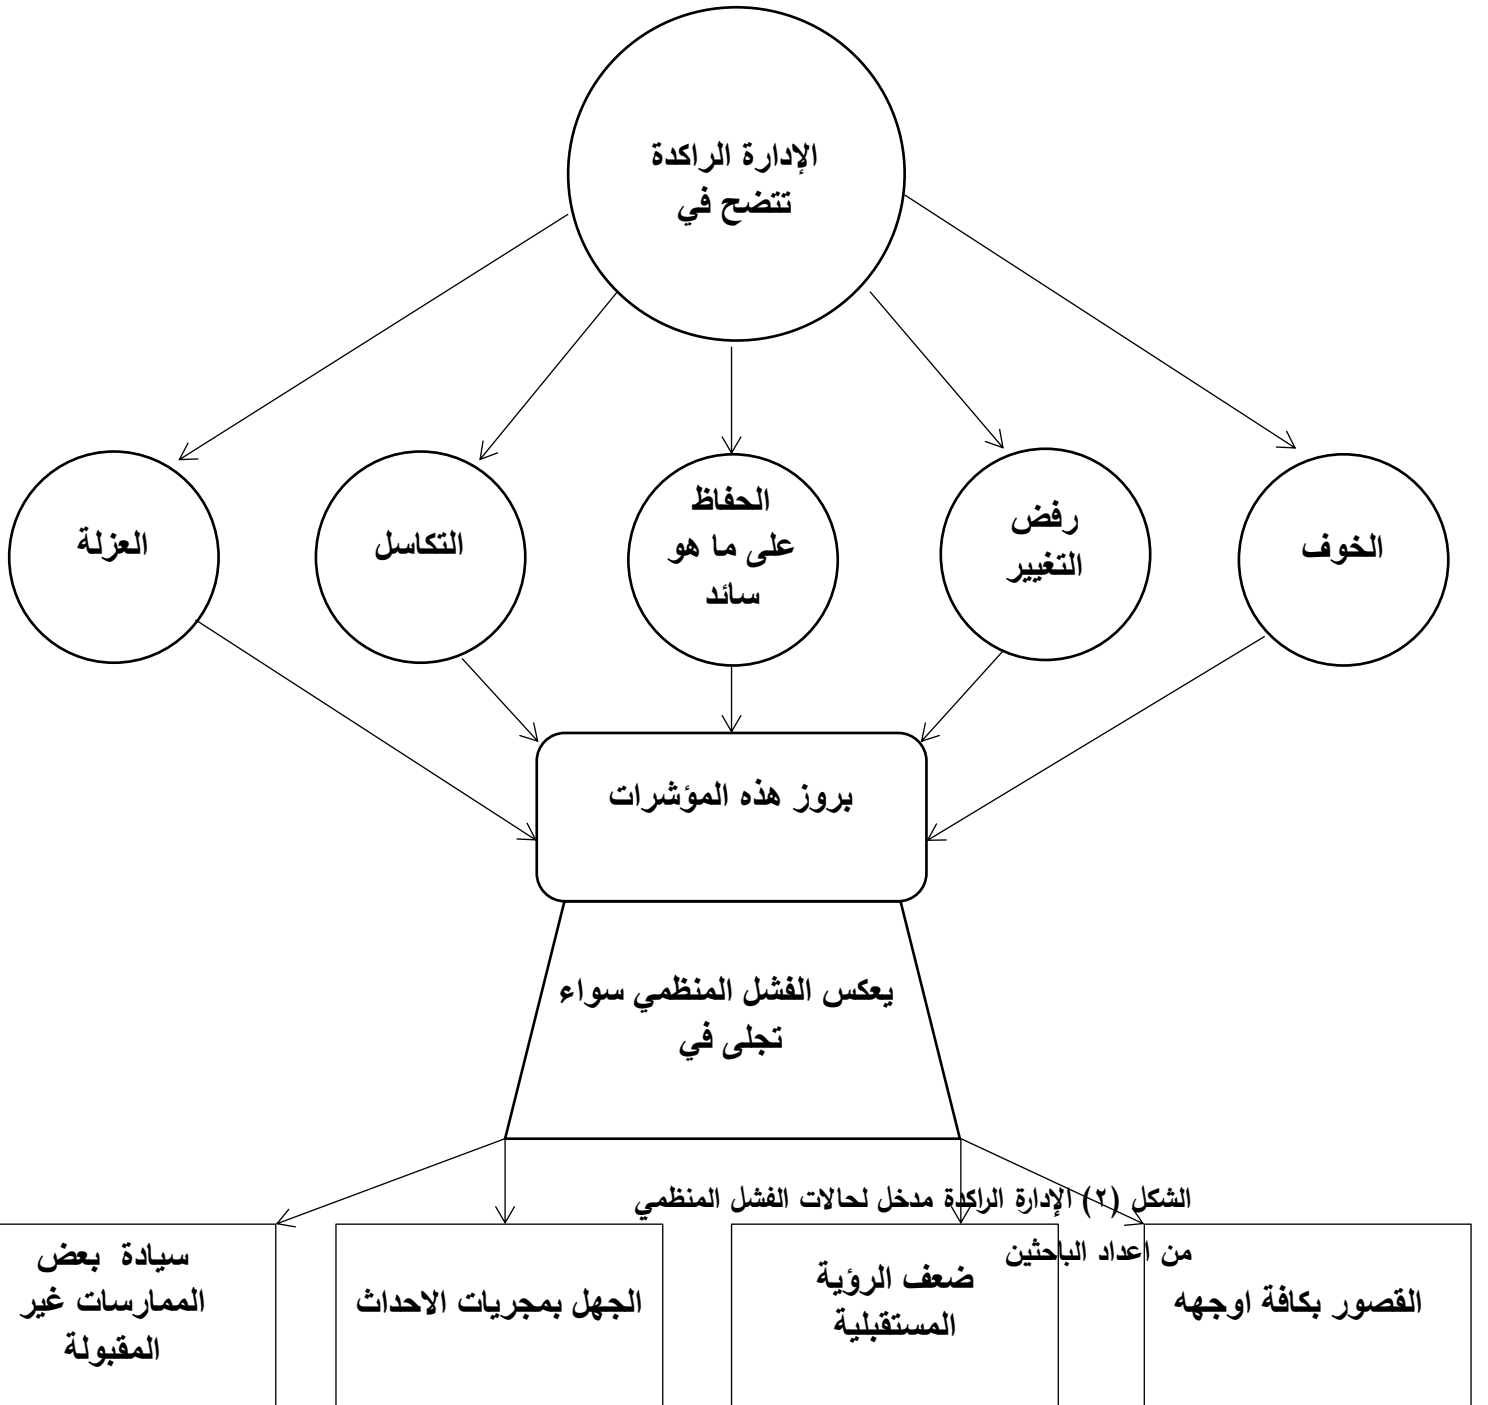 الإدارة الراكدة
تتضح في
الخوف
رفض
التغيير
الحفاظ
على ما هو
سائد
التكاسل
العزلة
بروز هذه المؤشرات
يعكس الفشل المنظمي سواء
تجلى في
الشكل (٢) الإدارة الراكدة مدخل لحالات الفشل المنظمي
من اعداد الباحثين
القصور بكافة اوجهه
ضعف الرؤية
المستقبلية
الجهل بمجريات الاحداث
سيادة بعض
الممارسات غير
المقبولة